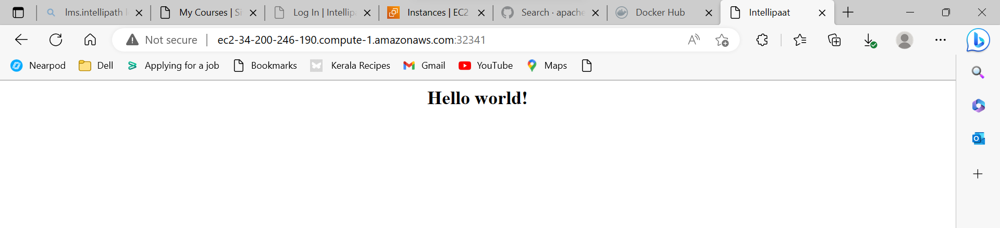 lms.intellipath
My Courses | Si
Log In | Intellip
Instances | EC2
Search · apache
Docker Hub
Intellipaat
Not secure | ec2-34-200-246-190.compute-1.amazonaws.com:32341
Nearpod Dell Applying for a job Bookmarks Kerala Recipes Gmail YouTube Maps
Hello world!